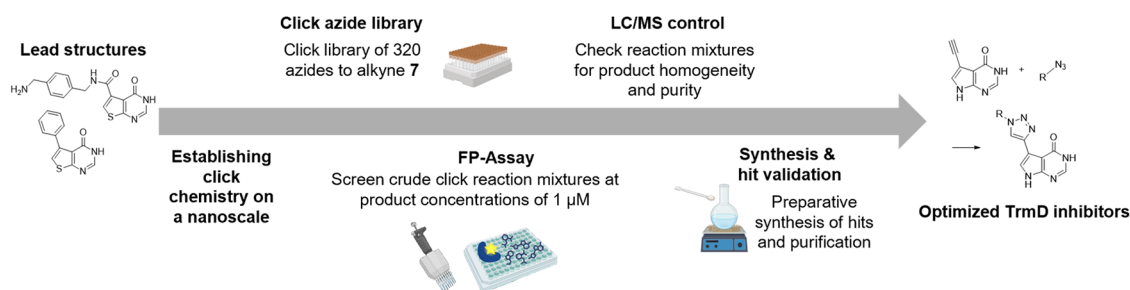 Lead structures
H2N
H
N
O
O
NH
S
N
O
NH
S
N
Click azide library
Click library of 320
azides to alkyne 7
LC/MS control
Check reaction mixtures
for product homogeneity
and purity
Establishing
click
chemistry on
a nanoscale
FP-Assay
Screen crude click reaction mixtures at
product concentrations of 1 µM
Synthesis &
hit validation
Preparative
synthesis of hits
and purification
O
NH
N
N
H
+
R
N3
R
N
N
N
O
NH
N
N
H
Optimized TrmD inhibitors